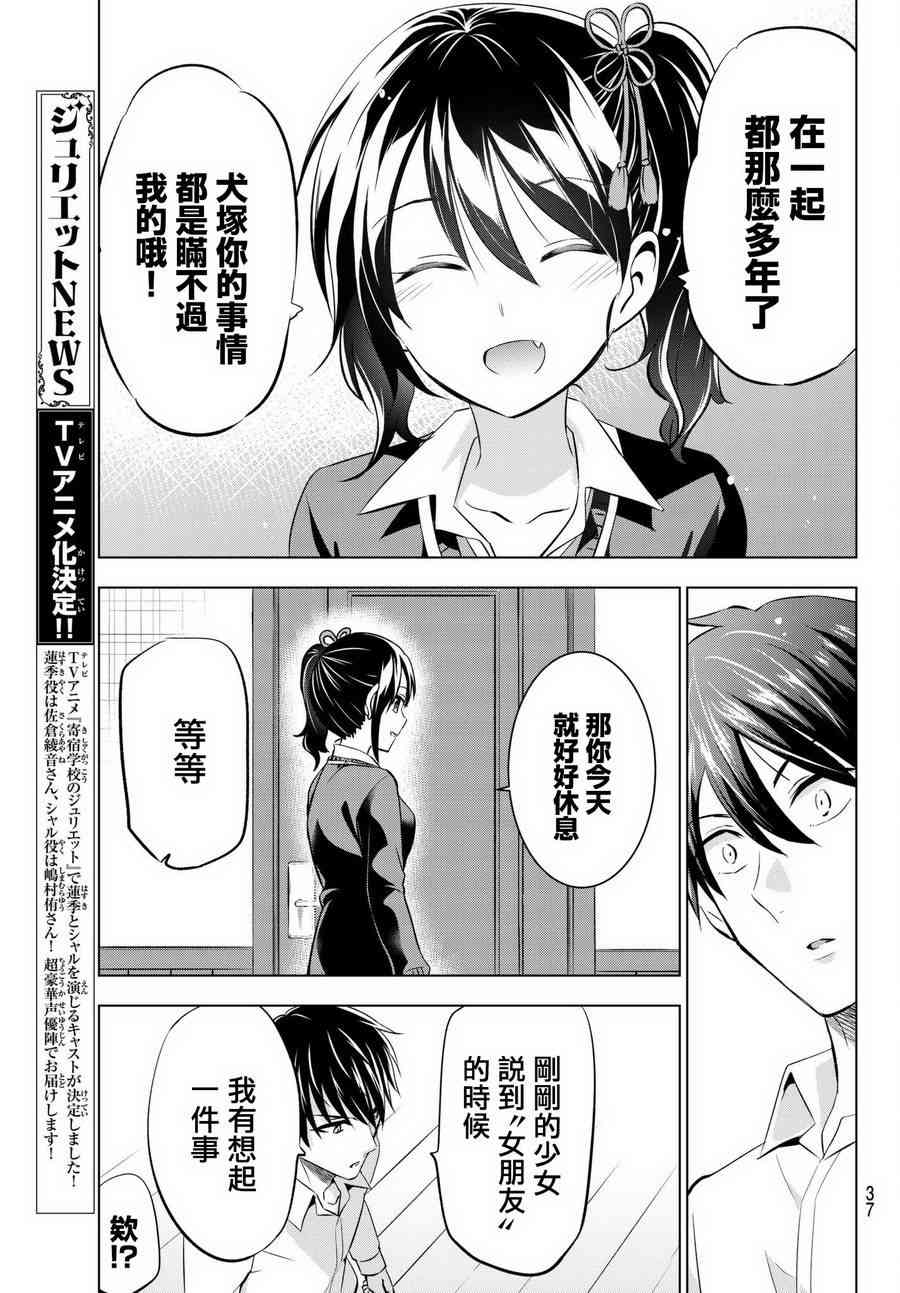 在一起
都那麼多年了
犬塚你的事情
都是瞞不過
我的哦！
那你今天
就好好休息
等等
剛剛的少女
説到“女朋友”
的時候
我有想起
一件事
欸!?
ジュリエットNEWS
TVアニメ化決定!!
TVアニメ『寄宿学校のジュリエット』で蓮季とシャルを演じるキャストが決定しました！
蓮季役は佐倉綾音さん、シャル役は嶋村侑さん！ 超豪華声優陣でお届けします！
37